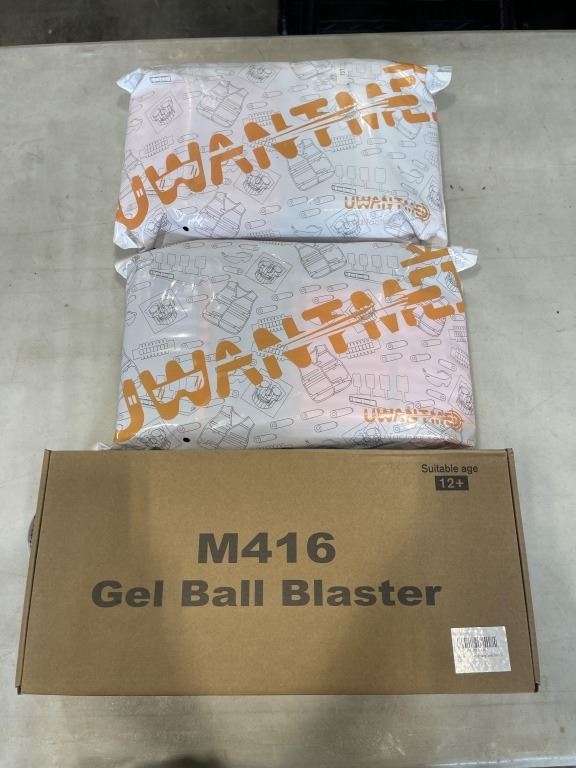 UWANTME
UWANTME
UWANTME
UWANTME
Suitable age
12+
M416
Gel Ball Blaster